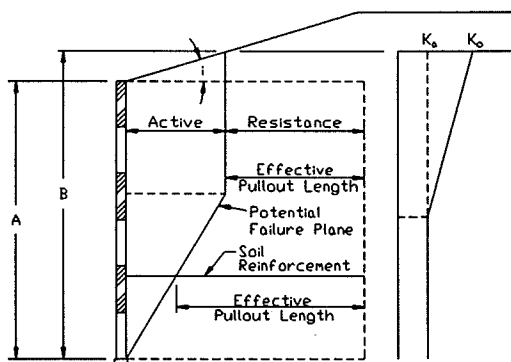 Ka Ko
i
Active Resistance
Effective
Pullout Length
B
A
Potential
Failure Plane
Soil
Reinforcement
Effective
Pullout Length